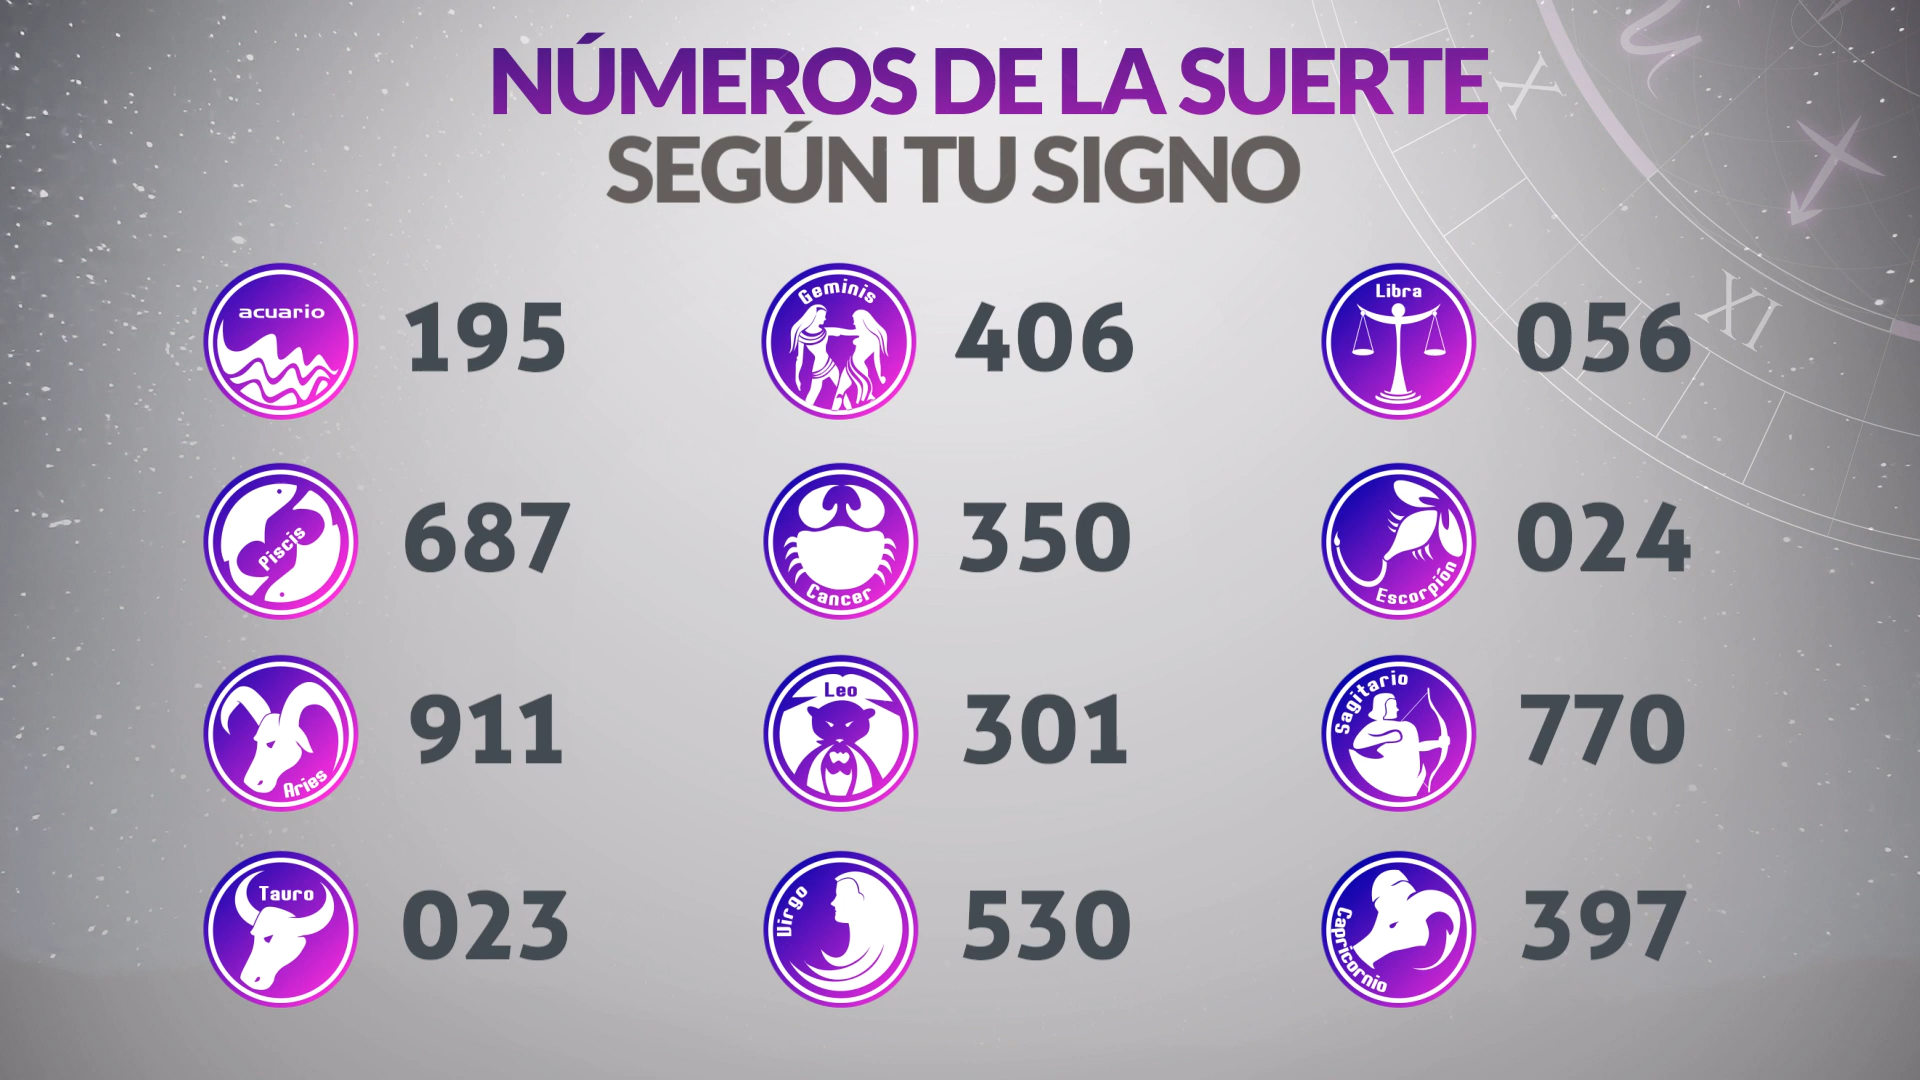 NÚMEROS DE LA SUERTE
SEGÚN TU SIGNO
acuario 195
Geminis 406
Libra 056
Piscis 687
Cancer 350
Escorpión 024
Aries 911
Leo 301
Sagitario 770
Tauro 023
Virgo 530
Capricornio 397
X
XI